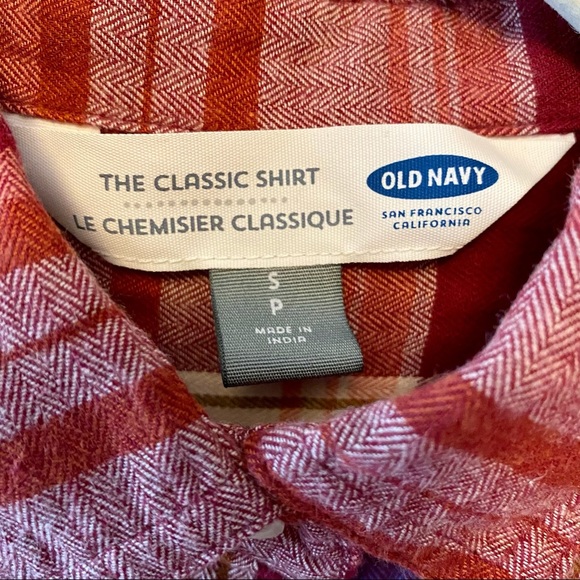 THE CLASSIC SHIRT
LE CHEMISIER CLASSIQUE
OLD NAVY
SAN FRANCISCO
CALIFORNIA
S
P
MADE IN
INDIA